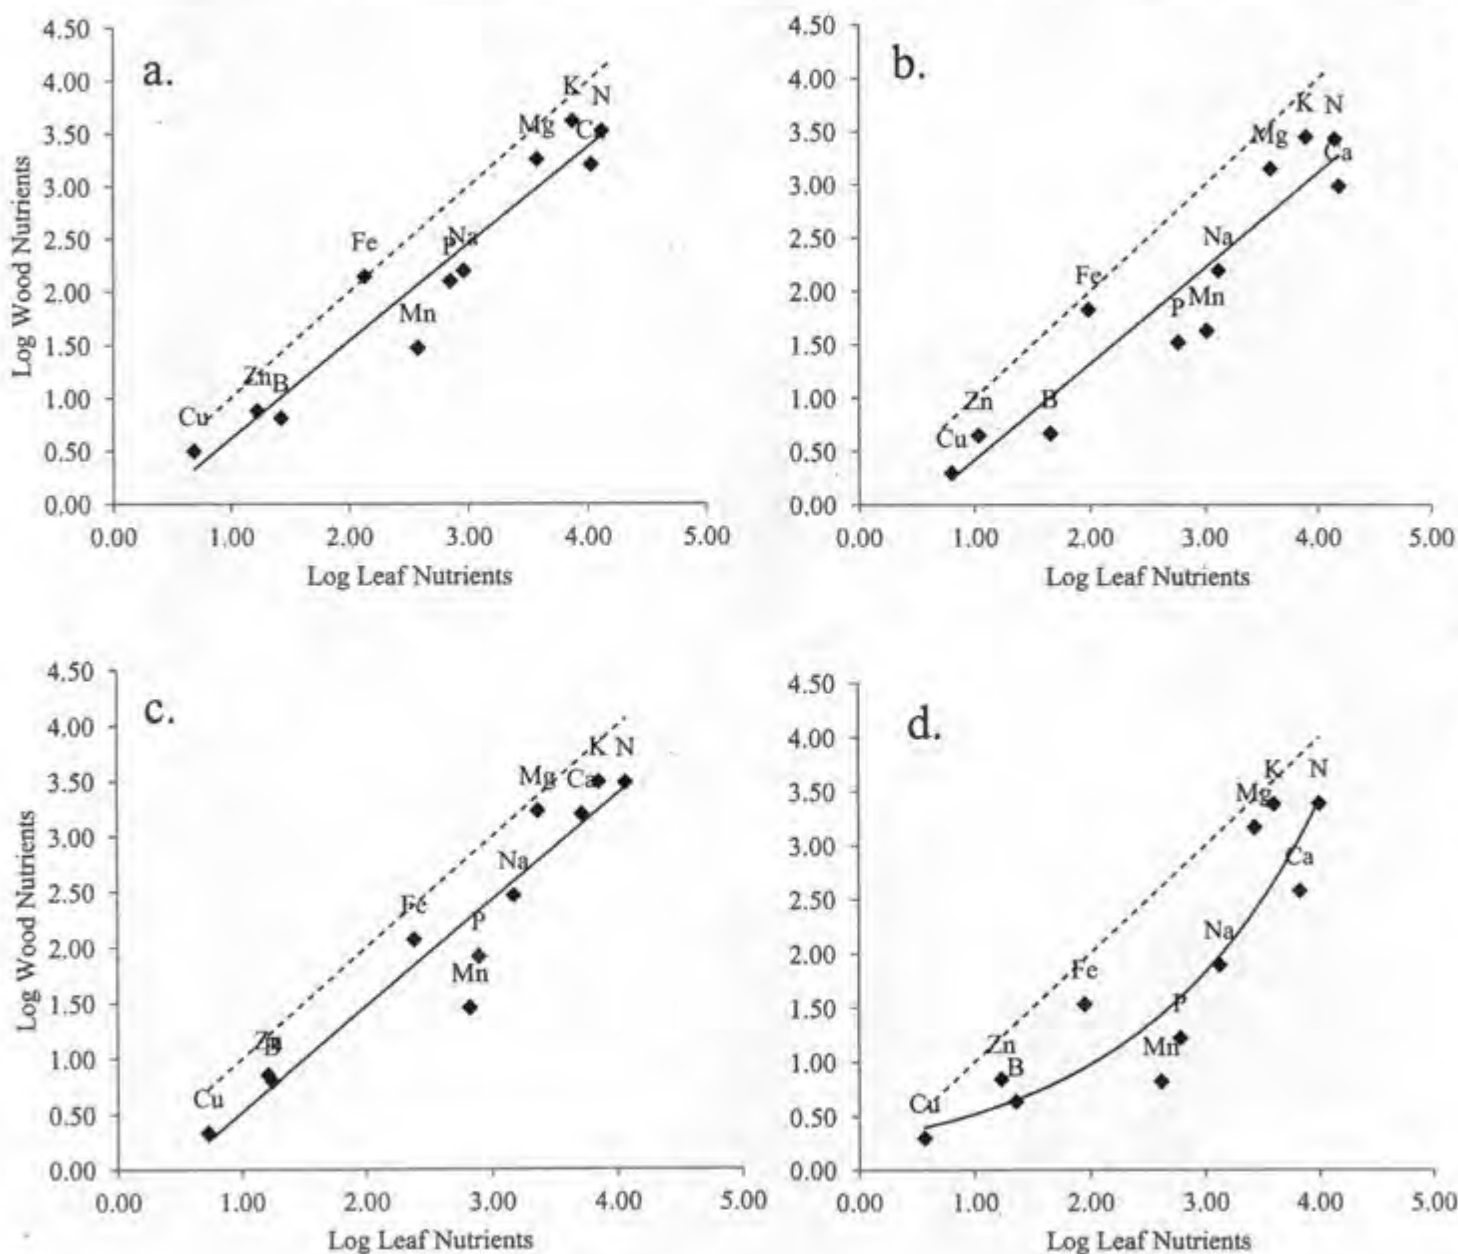 a.
4.50
4.00
3.50
3.00
2.50
2.00
1.50
1.00
0.50
0.00
Log Wood Nutrients
Cu
Zn
B
Fe
Mn
P
Na
Mg
K
Ca
N
0.00 1.00 2.00 3.00 4.00 5.00
Log Leaf Nutrients
b.
4.50
4.00
3.50
3.00
2.50
2.00
1.50
1.00
0.50
0.00
Cu
Zn
B
Fe
P
Mn
Na
Mg
K
N
Ca
0.00 1.00 2.00 3.00 4.00 5.00
Log Leaf Nutrients
c.
4.50
4.00
3.50
3.00
2.50
2.00
1.50
1.00
0.50
0.00
Log Wood Nutrients
Cu
Zn
B
Fe
Mn
P
Na
Mg
Ca
K
N
0.00 1.00 2.00 3.00 4.00 5.00
Log Leaf Nutrients
d.
4.50
4.00
3.50
3.00
2.50
2.00
1.50
1.00
0.50
0.00
Cu
Zn
B
Fe
Mn
P
Na
Mg
K
N
Ca
0.00 1.00 2.00 3.00 4.00 5.00
Log Leaf Nutrients